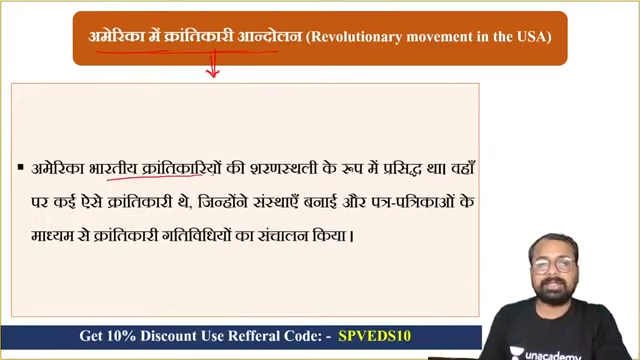 अमेरिका में क्रांतिकारी आन्दोलन (Revolutionary movement in the USA)
▪ अमेरिका भारतीय क्रांतिकारियों की शरणस्थली के रूप में प्रसिद्ध था। वहाँ
पर कई ऐसे क्रांतिकारी थे, जिन्होंने संस्थाएँ बनाई और पत्र-पत्रिकाओं के
माध्यम से क्रांतिकारी गतिविधियों का संचालन किया ।
unacademy
Get 10% Discount Use Refferal Code: - SPVEDS10